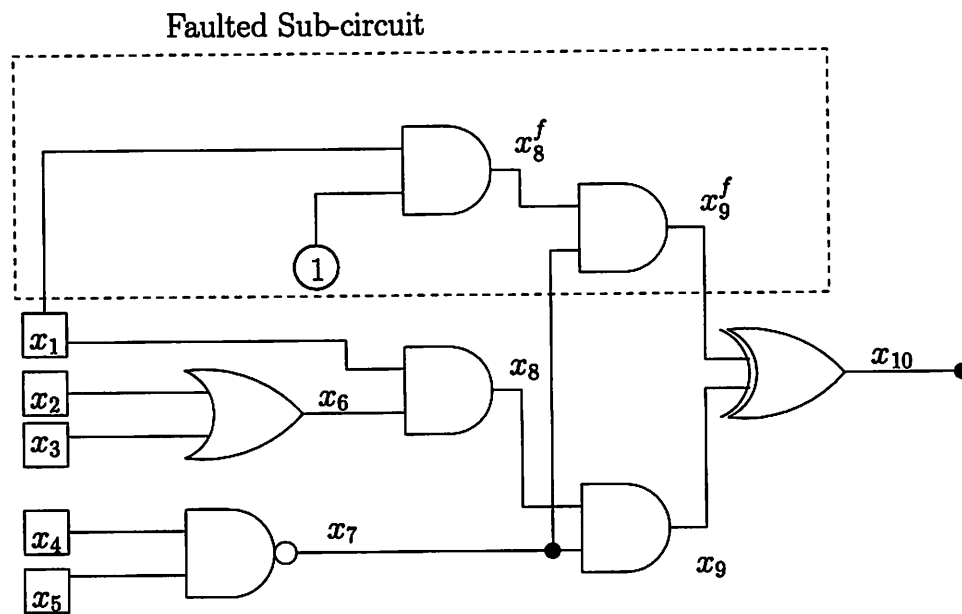 Faulted Sub-circuit
x_8^f
x_9^f
1
x_1
x_8
x_10
x_2
x_6
x_3
x_4
x_7
x_9
x_5